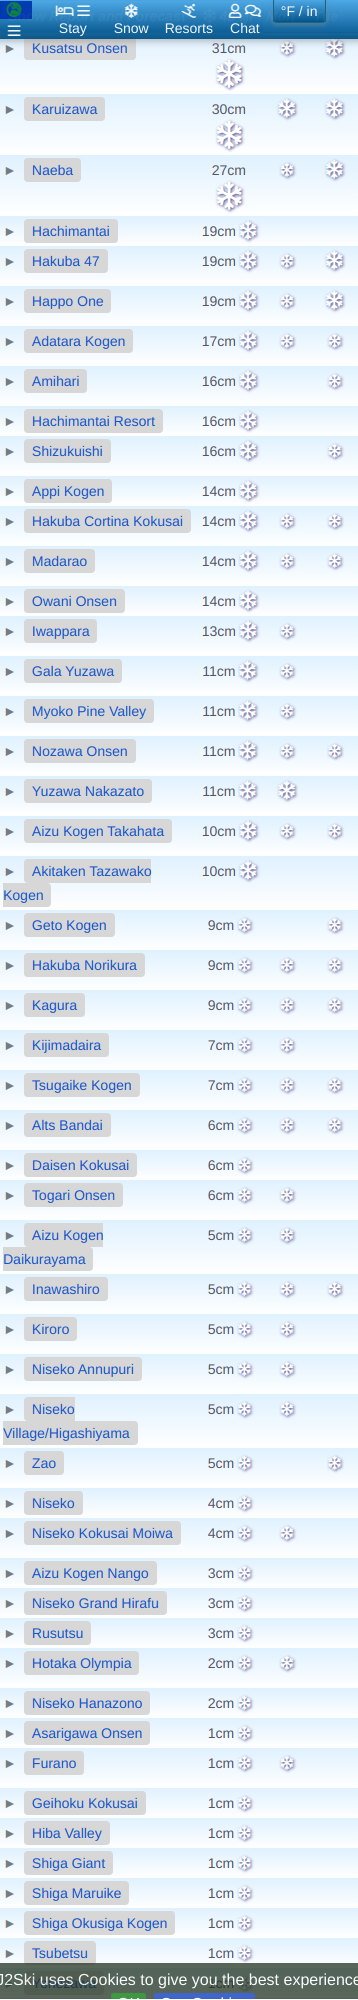 °F / in
Stay Snow Resorts Chat
Kusatsu Onsen 31cm
Karuizawa 30cm
Naeba 27cm
Hachimantai 19cm
Hakuba 47 19cm
Happo One 19cm
Adatara Kogen 17cm
Amihari 16cm
Hachimantai Resort 16cm
Shizukuishi 16cm
Appi Kogen 14cm
Hakuba Cortina Kokusai 14cm
Madarao 14cm
Owani Onsen 14cm
Iwappara 13cm
Gala Yuzawa 11cm
Myoko Pine Valley 11cm
Nozawa Onsen 11cm
Yuzawa Nakazato 11cm
Aizu Kogen Takahata 10cm
Akitaken Tazawako 10cm
Kogen
Geto Kogen 9cm
Hakuba Norikura 9cm
Kagura 9cm
Kijimadaira 7cm
Tsugaike Kogen 7cm
Alts Bandai 6cm
Daisen Kokusai 6cm
Togari Onsen 6cm
Aizu Kogen 5cm
Daikurayama
Inawashiro 5cm
Kiroro 5cm
Niseko Annupuri 5cm
Niseko 5cm
Village/Higashiyama
Zao 5cm
Niseko 4cm
Niseko Kokusai Moiwa 4cm
Aizu Kogen Nango 3cm
Niseko Grand Hirafu 3cm
Rusutsu 3cm
Hotaka Olympia 2cm
Niseko Hanazono 2cm
Asarigawa Onsen 1cm
Furano 1cm
Geihoku Kokusai 1cm
Hiba Valley 1cm
Shiga Giant 1cm
Shiga Maruike 1cm
Shiga Okusiga Kogen 1cm
Tsubetsu 1cm
J2Ski uses Cookies to give you the best experience